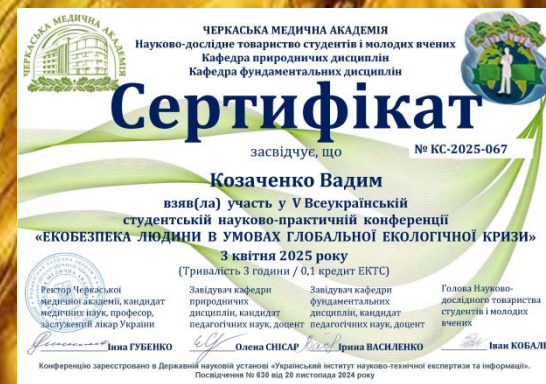 ЧЕРКАСЬКА МЕДИЧНА АКАДЕМІЯ
ЧЕРКАСЬКА МЕДИЧНА АКАДЕМІЯ
Науково-дослідне товариство студентів і молодих вчених
Кафедра природничих дисциплін
Кафедра фундаментальних дисциплін
Сертифікат
засвідчує, що
№ КС-2025-067
Козаченко Вадим
взяв(ла) участь у V Всеукраїнській
студентській науково-практичній конференції
«ЕКОБЕЗПЕКА ЛЮДИНИ В УМОВАХ ГЛОБАЛЬНОЇ ЕКОЛОГІЧНОЇ КРИЗИ»
3 квітня 2025 року
(Тривалість 3 години / 0,1 кредит ЄКТС)
Ректор Черкаської
медичної академії, кандидат
медичних наук, професор,
заслужений лікар України
Інна ГУБЕНКО
Завідувач кафедри
природничих
дисциплін, кандидат
педагогічних наук, доцент
Олена СНІСАР
Завідувач кафедри
фундаментальних
дисциплін, кандидат
педагогічних наук, доцент
Ірина ВАСИЛЕНКО
Голова Науково-
дослідного товариства
студентів і молодих
вчених
Іван КОБАЛ
Конференцію зареєстровано в Державній науковій установі «Український інститут науково-технічної експертизи та інформації».
Посвідчення № 630 від 20 листопада 2024 року